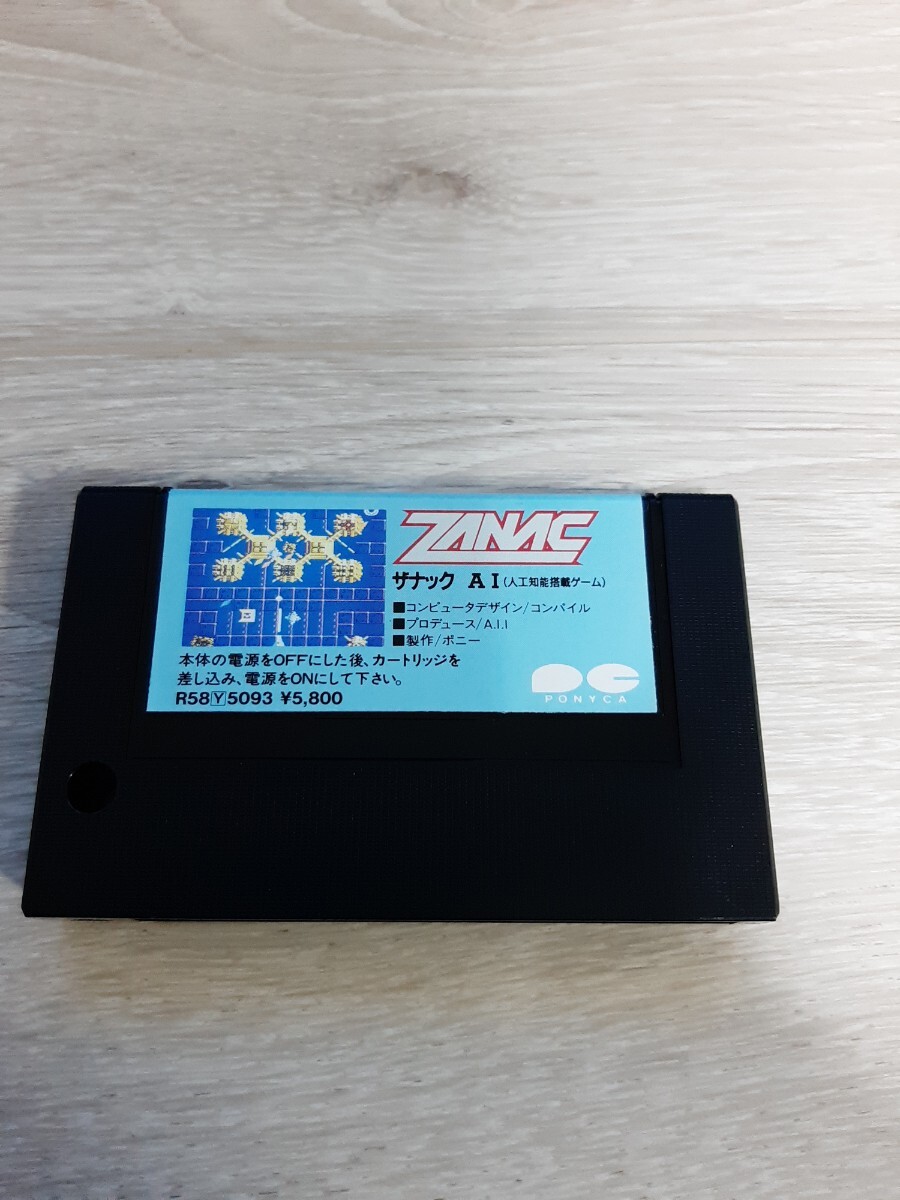 ZANAC
ザナック AI(人工知能搭載ゲーム)
■コンピュータデザイン/コンパイル
■プロデュース/A.I.I
■製作/ポニー
本体の電源をOFFにした後、カートリッジを
差し込み、電源をONにして下さい。
R58Y5093 ¥5,800
PC
PONYCA